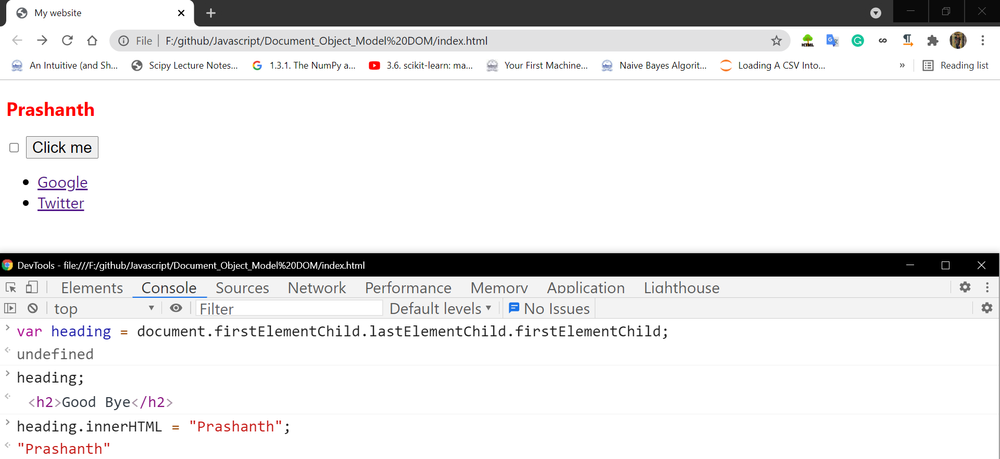 My website
File F:/github/Javascript/Document_Object_Model%20DOM/index.html
An Intuitive (and Sh... Scipy Lecture Notes... 1.3.1. The NumPy a... 3.6. scikit-learn: ma... Your First Machine... Naive Bayes Algorit... Loading A CSV Into... » Reading list
Prashanth
Click me
Google
Twitter
DevTools - file:///F:/github/Javascript/Document_Object_Model%20DOM/index.html
Elements Console Sources Network Performance Memory Application Lighthouse
top Filter Default levels No Issues
var heading = document.firstElementChild.lastElementChild.firstElementChild;
undefined
heading;
<h2>Good Bye</h2>
heading.innerHTML = "Prashanth";
"Prashanth"